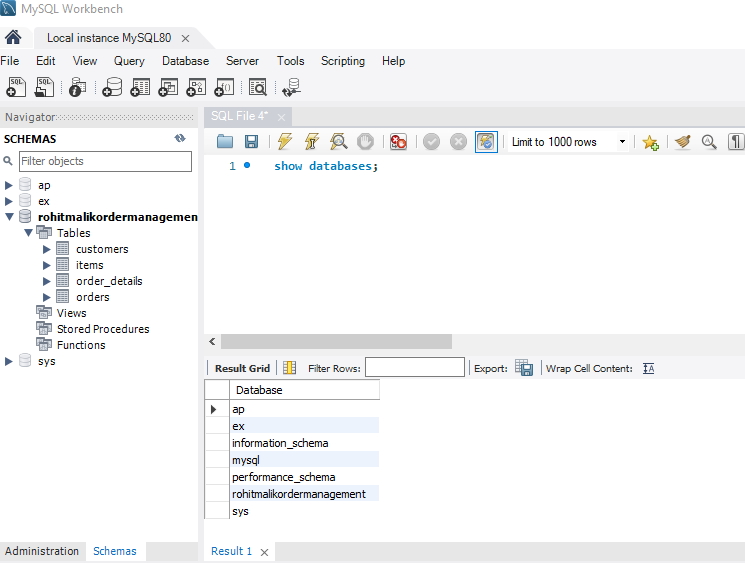 MySQL Workbench
Local instance MySQL80
File Edit View Query Database Server Tools Scripting Help
SQL SQL
Navigator
SCHEMAS
Filter objects
ap
ex
rohitmalikordermanagemen
Tables
customers
items
order_details
orders
Views
Stored Procedures
Functions
sys
Administration Schemas
SQL File 4*
Limit to 1000 rows
1 show databases;
Result Grid Filter Rows: Export: Wrap Cell Content:
Database
ap
ex
information_schema
mysql
performance_schema
rohitmalikordermanagement
sys
Result 1